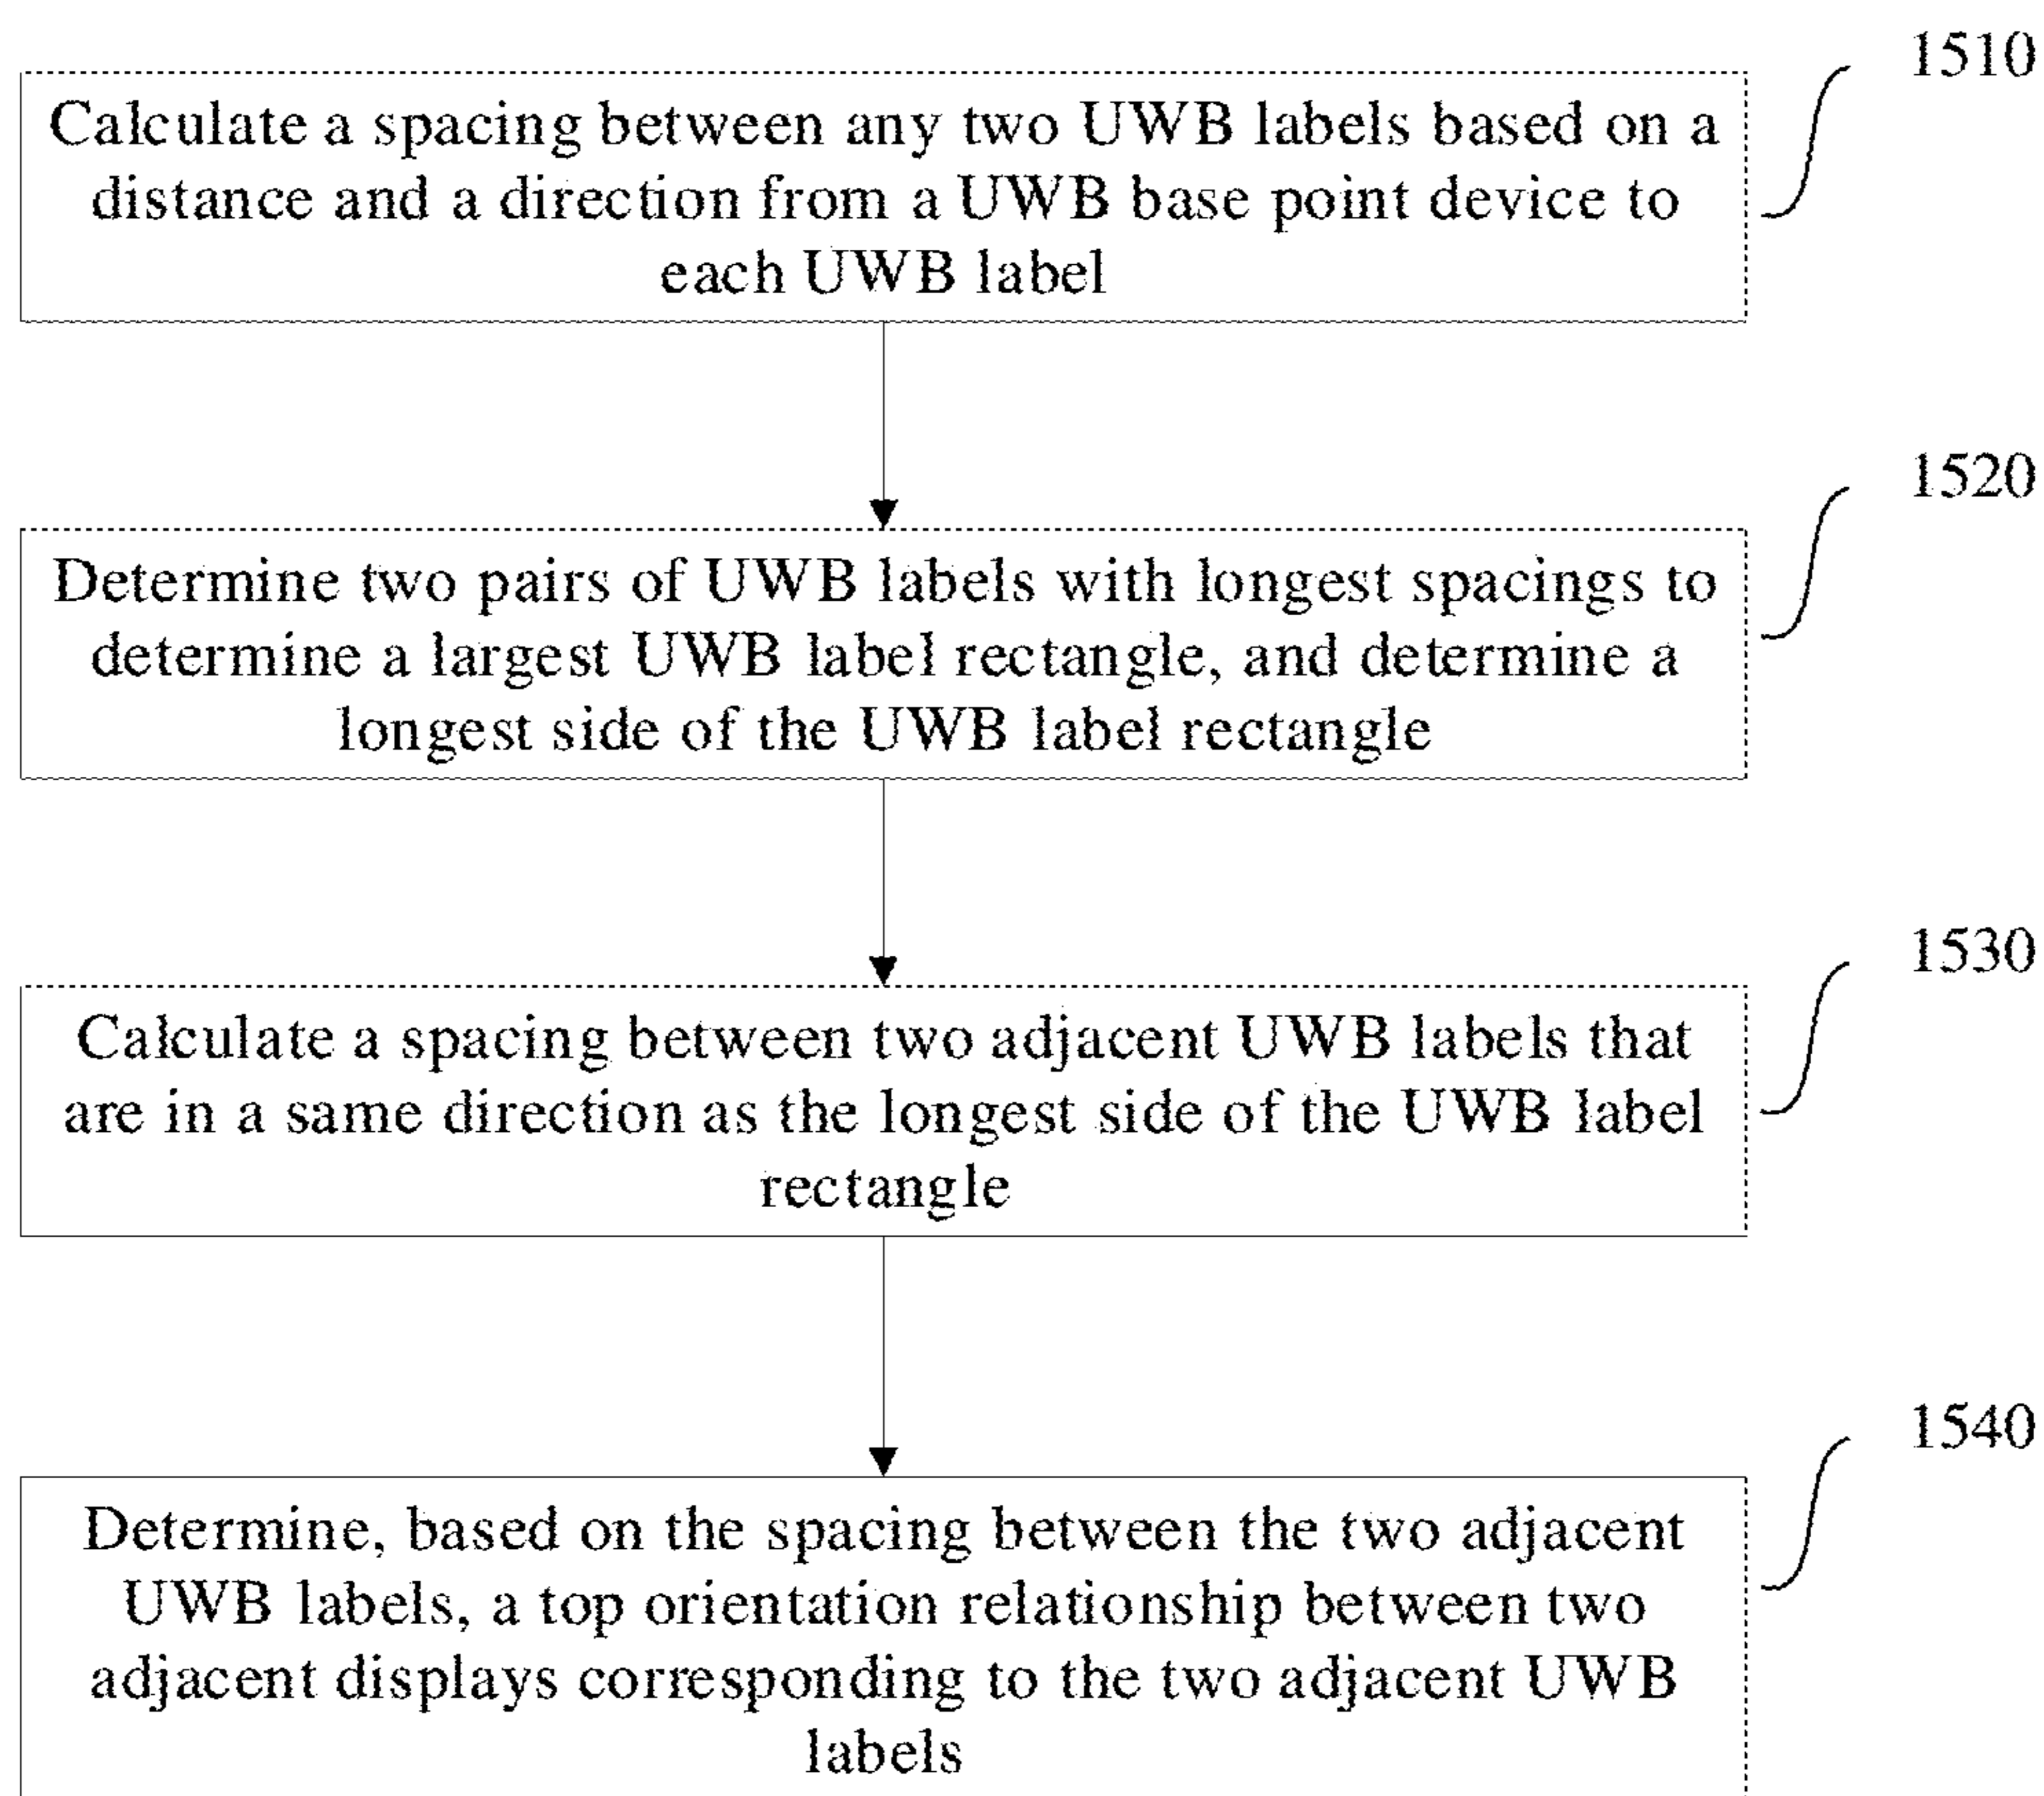 1510
Calculate a spacing between any two UWB labels based on a
distance and a direction from a UWB base point device to
each UWB label
1520
Determine two pairs of UWB labels with longest spacings to
determine a largest UWB label rectangle, and determine a
longest side of the UWB label rectangle
1530
Calculate a spacing between two adjacent UWB labels that
are in a same direction as the longest side of the UWB label
rectangle
1540
Determine, based on the spacing between the two adjacent
UWB labels, a top orientation relationship between two
adjacent displays corresponding to the two adjacent UWB
labels